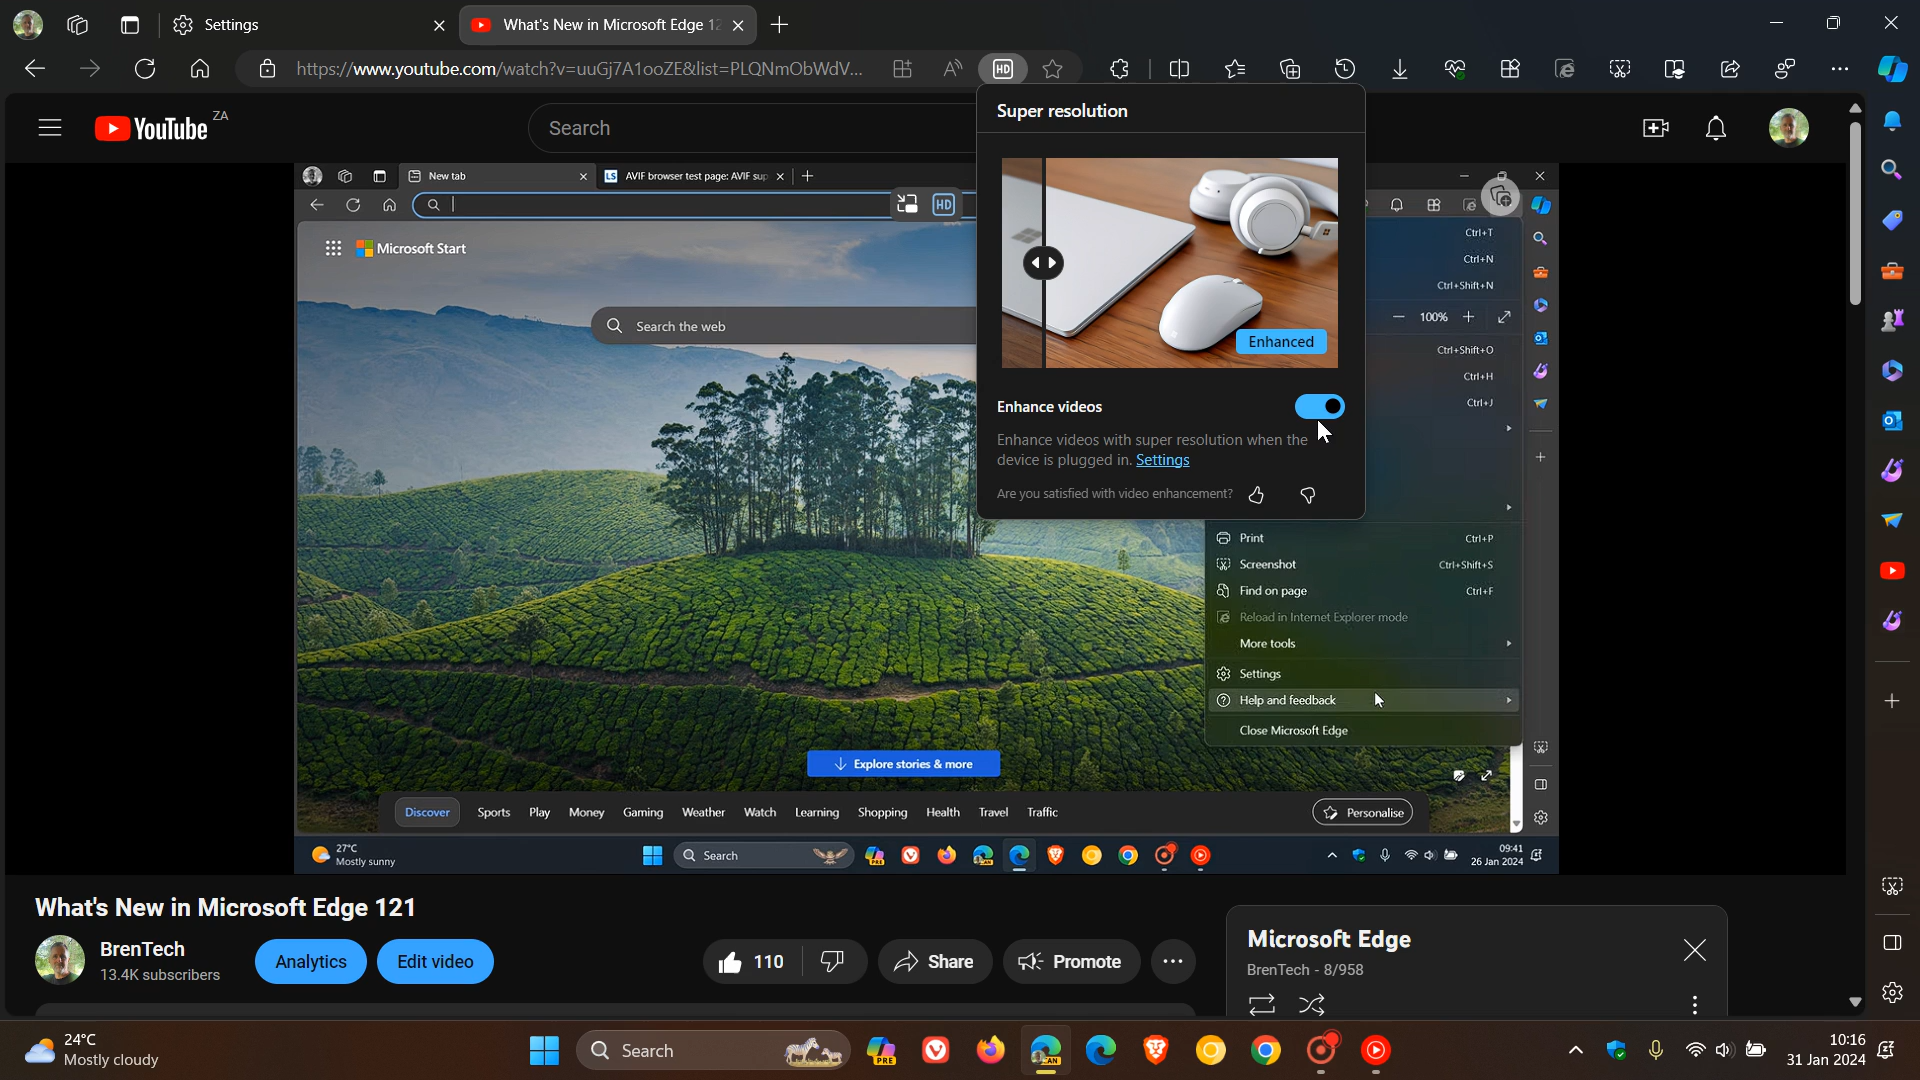 Settings
What's New in Microsoft Edge 12
https://www.youtube.com/watch?v=uuGj7A1ooZE&list=PLQNmObWdV...
HD
YouTube ZA
Search
Super resolution
Enhanced
Enhance videos
Enhance videos with super resolution when the
device is plugged in. Settings
Are you satisfied with video enhancement?
New tab
LS AVIF browser test page: AVIF sup
HD
Microsoft Start
Search the web
Ctrl+T
Ctrl+N
Ctrl+Shift+N
100%
Ctrl+Shift+O
Ctrl+H
Ctrl+J
Print Ctrl+P
Screenshot Ctrl+Shift+S
Find on page Ctrl+F
Reload in Internet Explorer mode
More tools
Settings
Help and feedback
Close Microsoft Edge
Explore stories & more
Discover Sports Play Money Gaming Weather Watch Learning Shopping Health Travel Traffic
Personalise
27°C
Mostly sunny
Search
PRE
09:41
26 Jan 2024
What's New in Microsoft Edge 121
BrenTech
13.4K subscribers
Analytics
Edit video
110
Share
Promote
Microsoft Edge
BrenTech - 8/958
24°C
Mostly cloudy
Search
PRE
CAN
10:16
31 Jan 2024